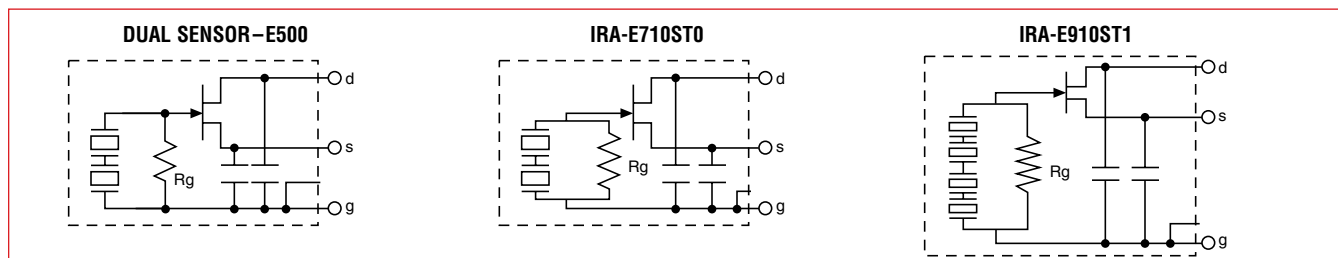 DUAL SENSOR–E500
d
s
Rg
g
IRA-E710ST0
d
s
Rg
g
IRA-E910ST1
d
s
Rg
g